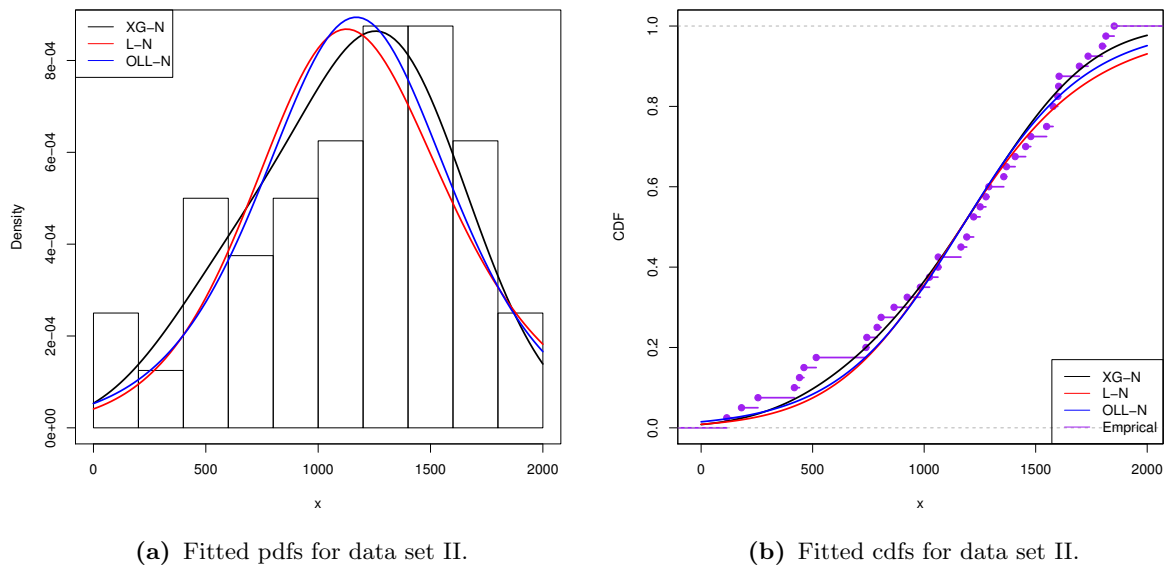 XG−N
L−N
OLL−N
Density
0e+00
2e−04
4e−04
6e−04
8e−04
0
500
1000
1500
2000
x
(a) Fitted pdfs for data set II.
CDF
0.0
0.2
0.4
0.6
0.8
1.0
XG−N
L−N
OLL−N
Emprical
0
500
1000
1500
2000
x
(b) Fitted cdfs for data set II.